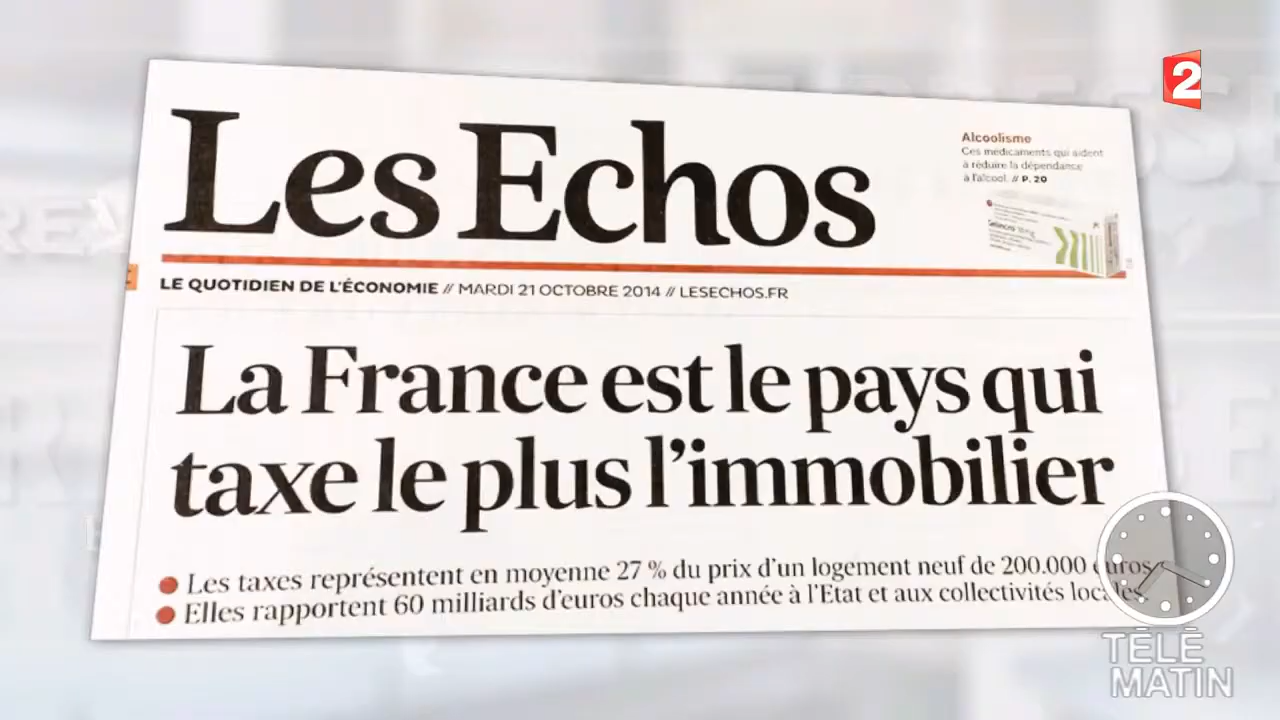 2
Les Echos
Alcoolisme
Ces médicaments qui aident
à réduire la dépendance
à l'alcool. // P. 20
LE QUOTIDIEN DE L'ÉCONOMIE // MARDI 21 OCTOBRE 2014 // LESECHOS.FR
La France est le pays qui
taxe le plus l'immobilier
Les taxes représentent en moyenne 27 % du prix d'un logement neuf de 200.000 euros
Elles rapportent 60 milliards d'euros chaque année à l'Etat et aux collectivités locales
TÉLÉ
MATIN